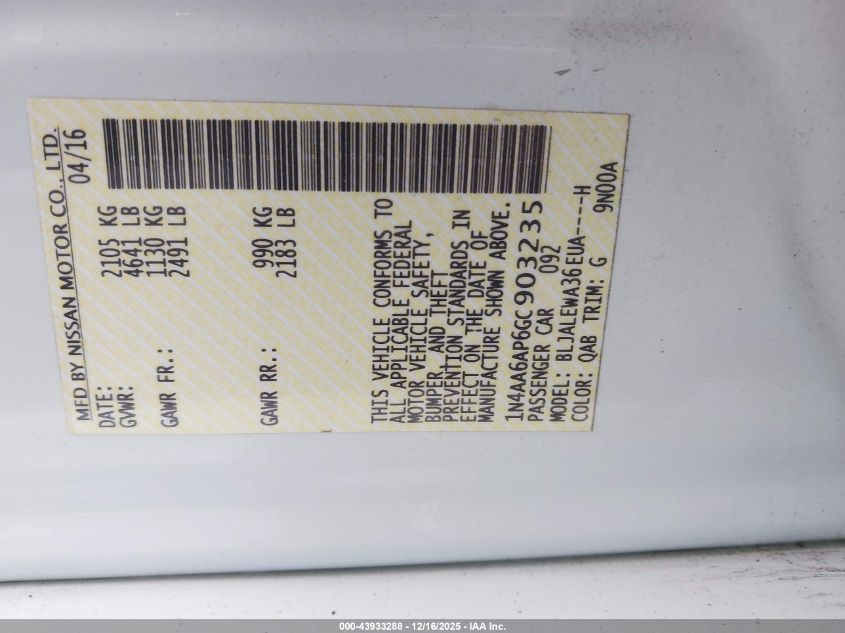 MFD BY NISSAN MOTOR CO., LTD.
DATE: 04/16
GVWR: 2105 KG
4641 LB
GAWR FR.: 1130 KG
2491 LB
GAWR RR.: 990 KG
2183 LB
THIS VEHICLE CONFORMS TO
ALL APPLICABLE FEDERAL
MOTOR VEHICLE SAFETY,
BUMPER AND THEFT
PREVENTION STANDARDS IN
EFFECT ON THE DATE OF
MANUFACTURE SHOWN ABOVE.
1N4AA6AP6GC903235
PASSENGER CAR 092
MODEL: BLJALEWA36EUA----H
COLOR: QAB TRIM: G 9N00A
000-43933288 - 12/16/2025 - IAA Inc.